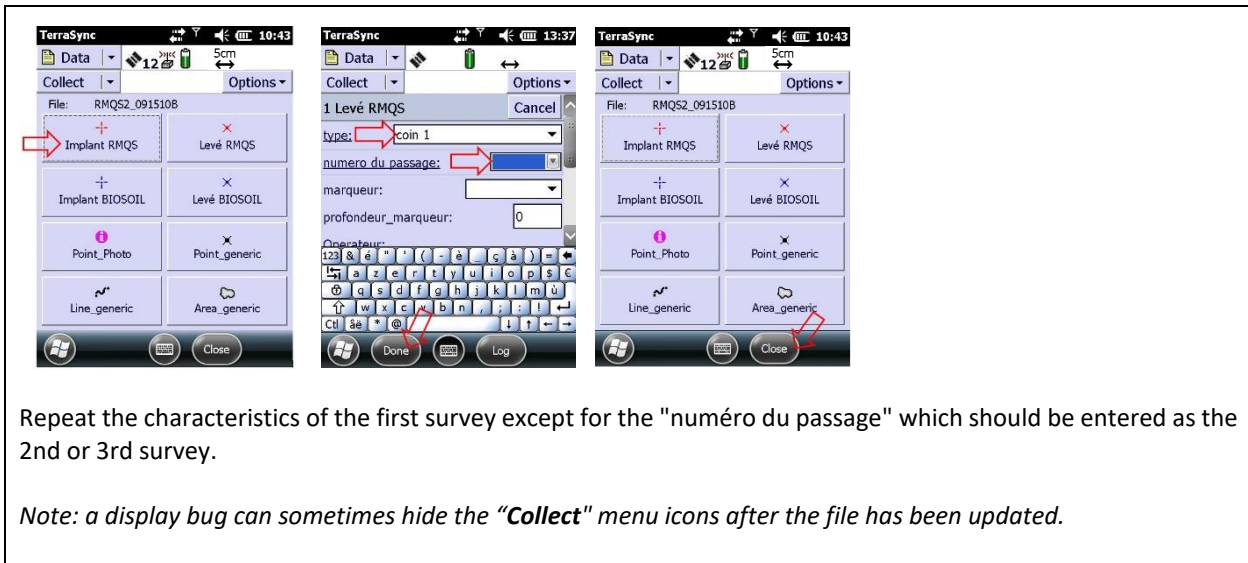 TerraSync 10:43
Data 12 5cm
Collect Options
File: RMQS2_091510B
Implant RMQS Levé RMQS
Implant BIOSOIL Levé BIOSOIL
Point_Photo Point_generic
Line_generic Area_generic
Close
TerraSync 13:37
Data
Collect Options
1 Levé RMQS Cancel
type: coin 1
numero du passage:
marqueur:
profondeur_marqueur: 0
Operateur:
123 & é " ' ( - è _ ç à ) =
a z e r t y u i o p $ €
q s d f g h j k l m ù
w x c v b n , ; : !
Ctl âë * @
Done Log
TerraSync 10:43
Data 12 5cm
Collect Options
File: RMQS2_091510B
Implant RMQS Levé RMQS
Implant BIOSOIL Levé BIOSOIL
Point_Photo Point_generic
Line_generic Area_generic
Close
Repeat the characteristics of the first survey except for the "numéro du passage" which should be entered as the
2nd or 3rd survey.
Note: a display bug can sometimes hide the “Collect" menu icons after the file has been updated.